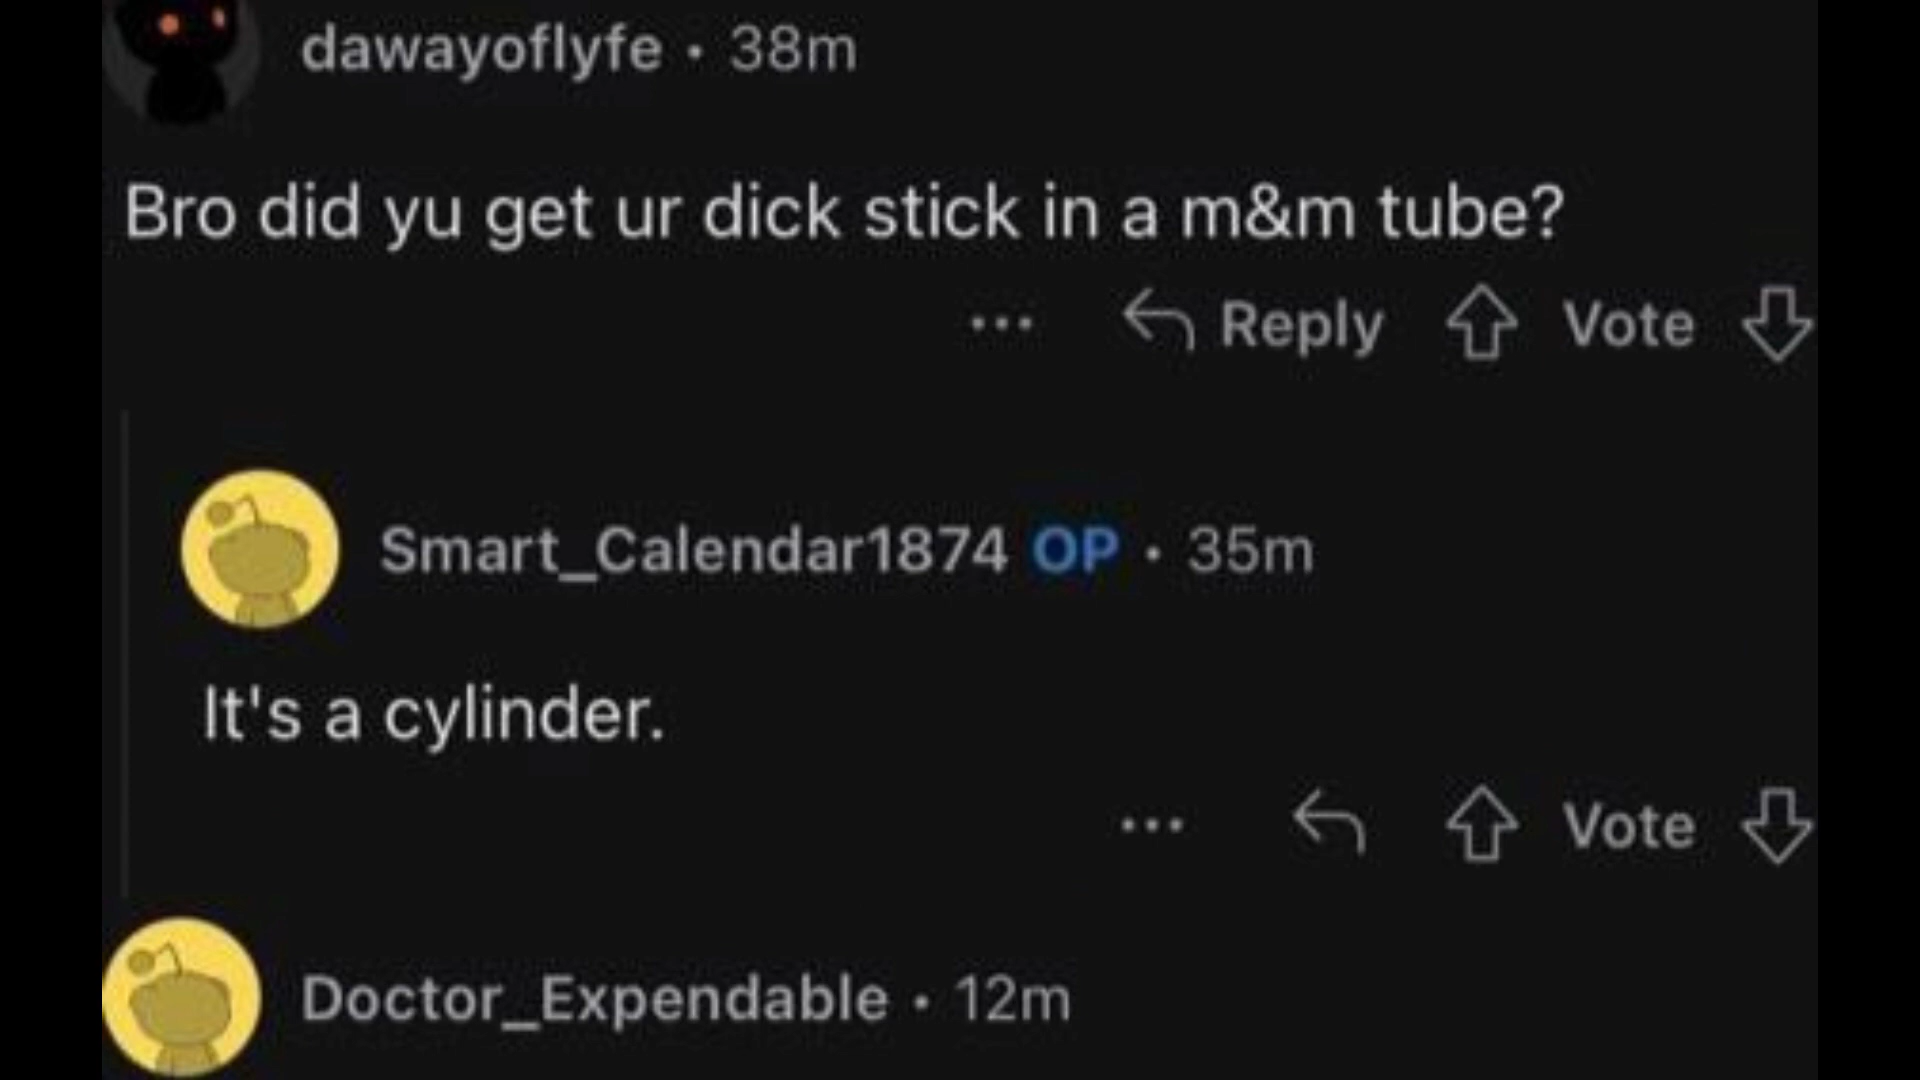 dawayoflyfe • 38m
Bro did yu get ur dick stick in a m&m tube?
... Reply Vote
Smart_Calendar1874 OP • 35m
It's a cylinder.
... Vote
Doctor_Expendable • 12m